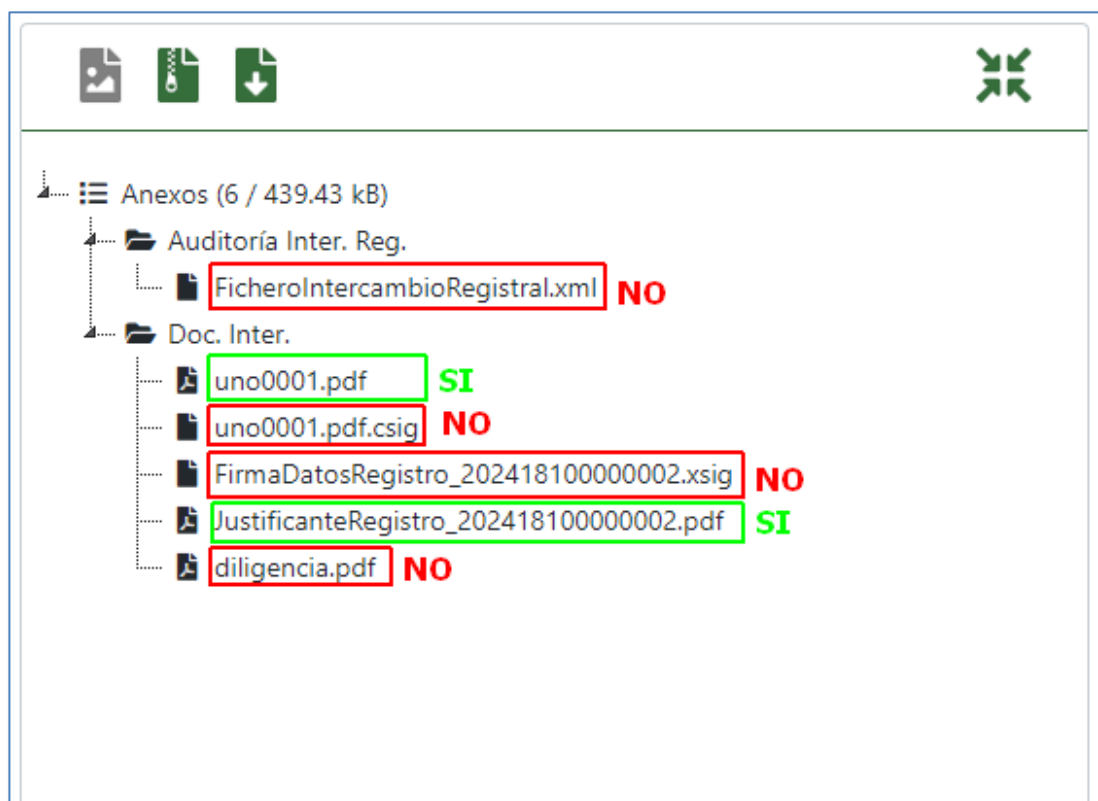 Anexos (6 / 439.43 kB)
Auditoría Inter. Reg.
FicheroIntercambioRegistral.xml NO
Doc. Inter.
uno0001.pdf SI
uno0001.pdf.csig NO
FirmaDatosRegistro_202418100000002.xsig NO
JustificanteRegistro_202418100000002.pdf SI
diligencia.pdf NO